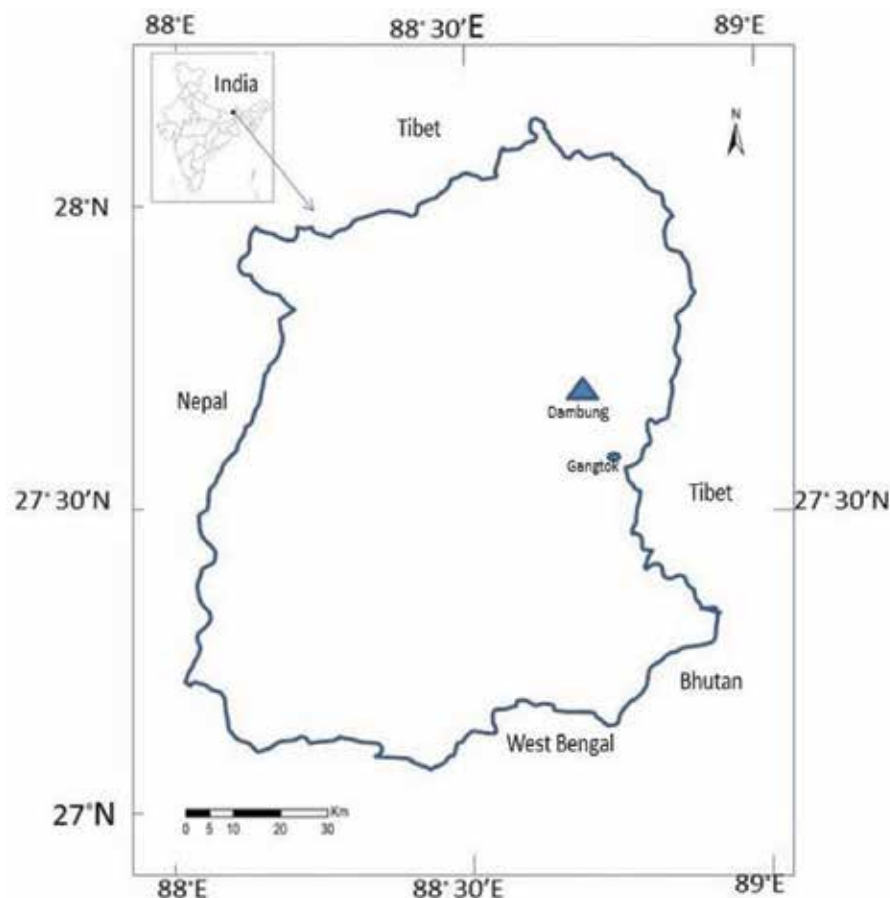 88°E
88° 30′E
89°E
India
Tibet
N
28°N
Nepal
Dambung
Gangtok
Tibet
27° 30′N
27° 30′N
Bhutan
West Bengal
27°N
Km
0 5 10 20 30
88°E
88° 30′E
89°E